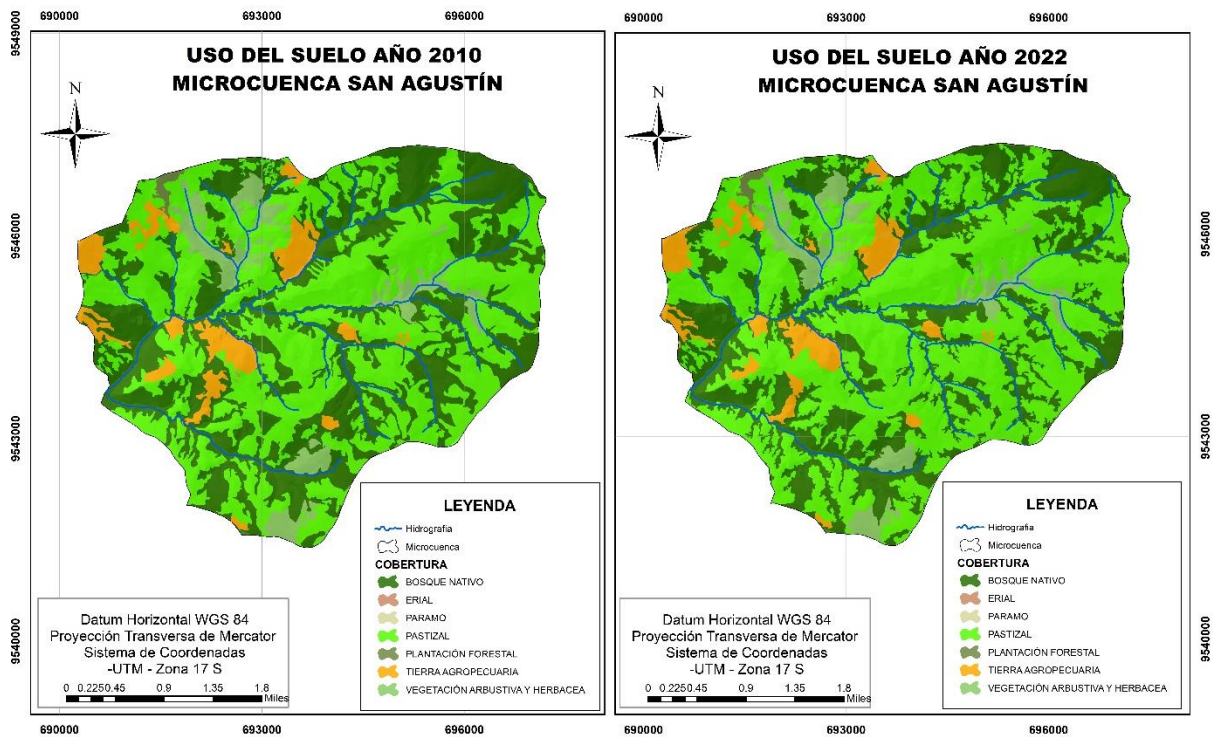 690000 693000 696000
USO DEL SUELO AÑO 2010
MICROCUENCA SAN AGUSTÍN
N
9549000
9546000
9543000
9540000
LEYENDA
Hidrografia
Microcuenca
COBERTURA
BOSQUE NATIVO
ERIAL
PARAMO
PASTIZAL
PLANTACIÓN FORESTAL
TIERRA AGROPECUARIA
VEGETACIÓN ARBUSTIVA Y HERBACEA
Datum Horizontal WGS 84
Proyección Transversa de Mercator
Sistema de Coordenadas
-UTM - Zona 17 S
0 0.2250.45 0.9 1.35 1.8
Miles
690000 693000 696000
690000 693000 696000
USO DEL SUELO AÑO 2022
MICROCUENCA SAN AGUSTÍN
N
9546000
9543000
9540000
LEYENDA
Hidrografia
Microcuenca
COBERTURA
BOSQUE NATIVO
ERIAL
PARAMO
PASTIZAL
PLANTACIÓN FORESTAL
TIERRA AGROPECUARIA
VEGETACIÓN ARBUSTIVA Y HERBACEA
Datum Horizontal WGS 84
Proyección Transversa de Mercator
Sistema de Coordenadas
-UTM - Zona 17 S
0 0.2250.45 0.9 1.35 1.8
Miles
690000 693000 696000